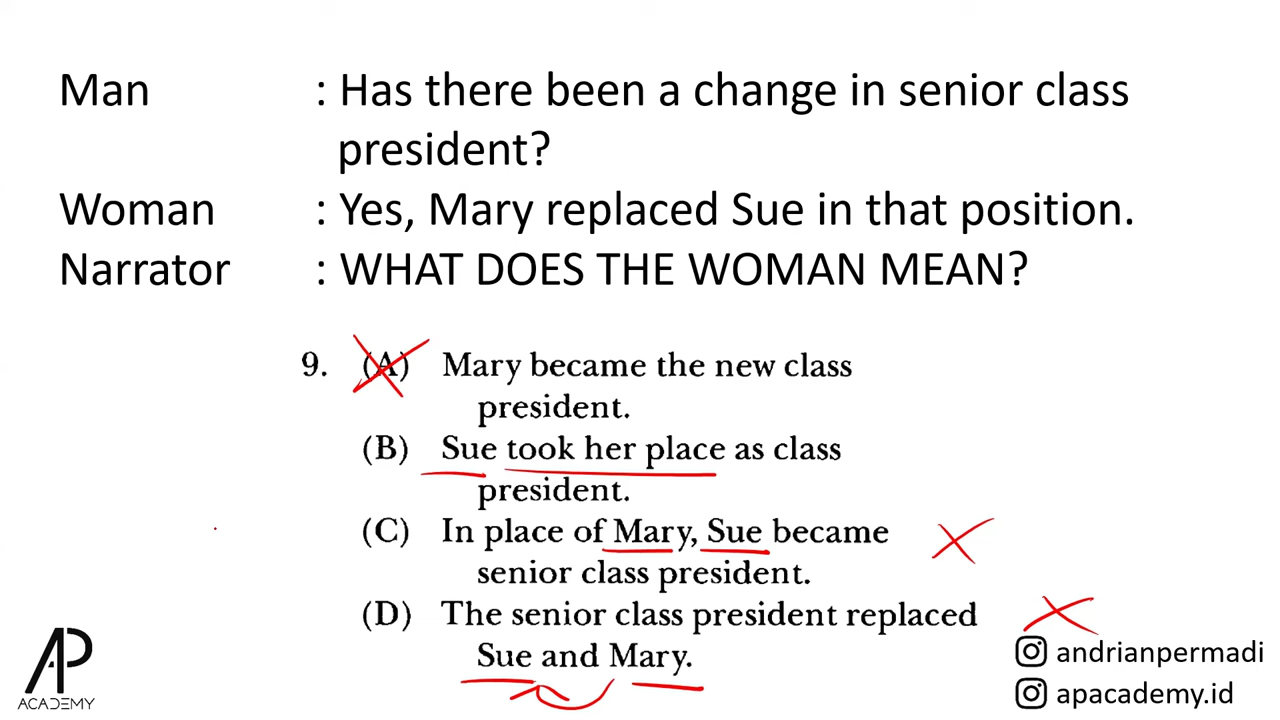 Man : Has there been a change in senior class
president?
Woman : Yes, Mary replaced Sue in that position.
Narrator : WHAT DOES THE WOMAN MEAN?
9. (A) Mary became the new class
president.
(B) Sue took her place as class
president.
(C) In place of Mary, Sue became
senior class president.
(D) The senior class president replaced
Sue and Mary.
AP
ACADEMY
andrianpermadi
apacademy.id